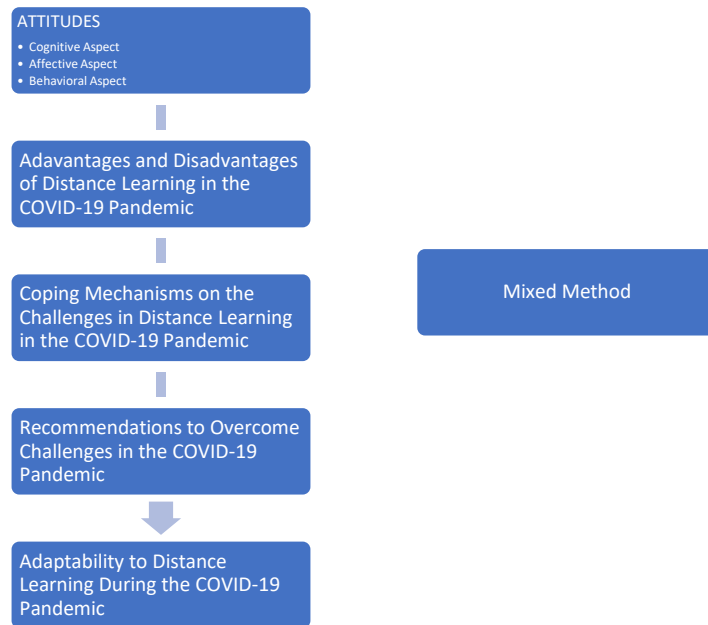 ATTITUDES
• Cognitive Aspect
• Affective Aspect
• Behavioral Aspect
Adavantages and Disadvantages
of Distance Learning in the
COVID-19 Pandemic
Coping Mechanisms on the
Challenges in Distance Learning
in the COVID-19 Pandemic
Mixed Method
Recommendations to Overcome
Challenges in the COVID-19
Pandemic
Adaptability to Distance
Learning During the COVID-19
Pandemic